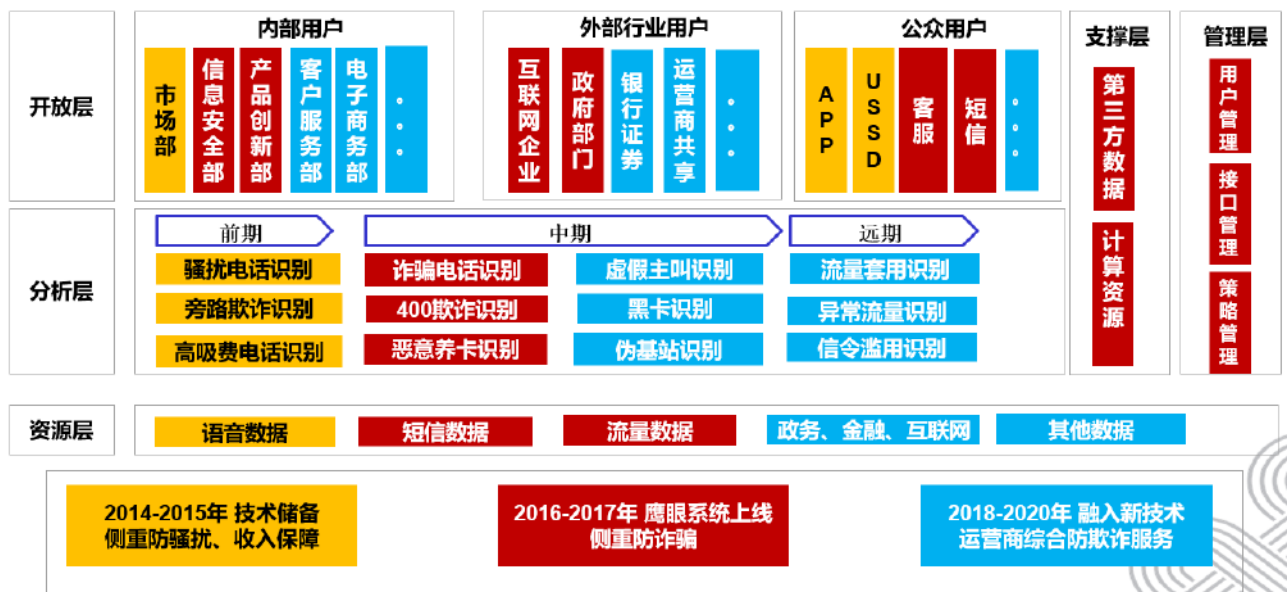 开放层
内部用户
市场部
信息安全部
产品创新部
客户服务部
电子商务部
。。。
外部行业用户
互联网企业
政府部门
银行证券
运营商共享
。。。
公众用户
APP
USSD
客服
短信
。。。
支撑层
第三方数据
计算资源
管理层
用户管理
接口管理
策略管理
分析层
前期
中期
远期
骚扰电话识别
诈骗电话识别
虚假主叫识别
流量套用识别
旁路欺诈识别
400欺诈识别
黑卡识别
异常流量识别
高吸费电话识别
恶意养卡识别
伪基站识别
信令滥用识别
资源层
语音数据
短信数据
流量数据
政务、金融、互联网
其他数据
2014-2015年 技术储备
侧重防骚扰、收入保障
2016-2017年 鹰眼系统上线
侧重防诈骗
2018-2020年 融入新技术
运营商综合防欺诈服务